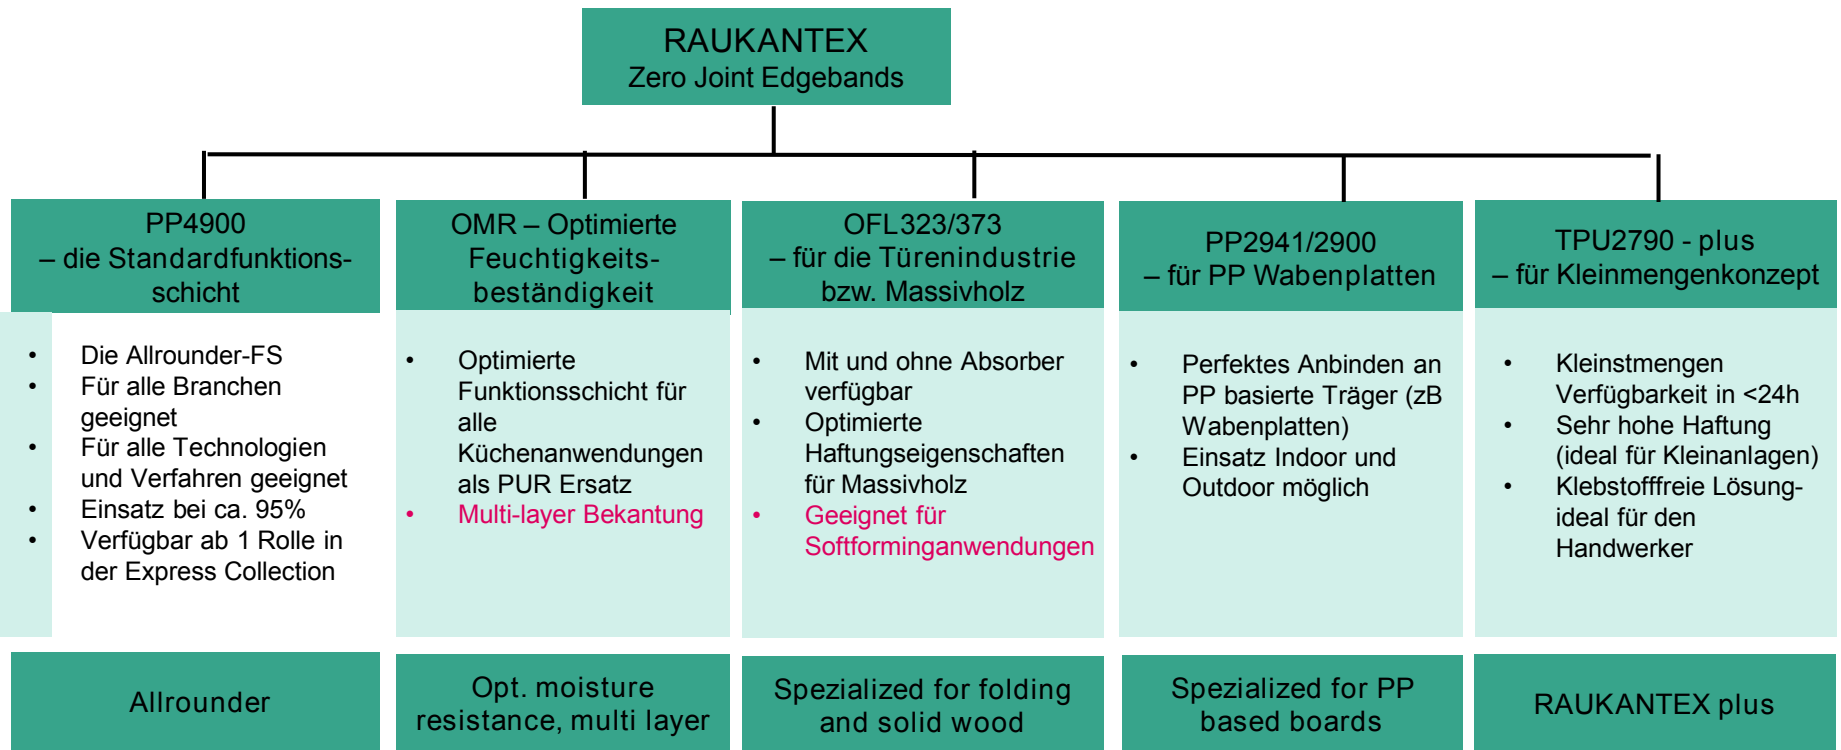 RAUKANTEX
Zero Joint Edgebands
PP4900
– die Standardfunktions-
schicht
• Die Allrounder-FS
• Für alle Branchen
geeignet
• Für alle Technologien
und Verfahren geeignet
• Einsatz bei ca. 95%
• Verfügbar ab 1 Rolle in
der Express Collection
Allrounder
OMR – Optimierte
Feuchtigkeits-
beständigkeit
• Optimierte
Funktionsschicht für
alle
Küchenanwendungen
als PUR Ersatz
• Multi-layer Bekantung
Opt. moisture
resistance, multi layer
OFL323/373
– für die Türenindustrie
bzw. Massivholz
• Mit und ohne Absorber
verfügbar
• Optimierte
Haftungseigenschaften
für Massivholz
• Geeignet für
Softforminganwendungen
Spezialized for folding
and solid wood
PP2941/2900
– für PP Wabenplatten
• Perfektes Anbinden an
PP basierte Träger (zB
Wabenplatten)
• Einsatz Indoor und
Outdoor möglich
Spezialized for PP
based boards
TPU2790 - plus
– für Kleinmengenkonzept
• Kleinstmengen
Verfügbarkeit in <24h
• Sehr hohe Haftung
(ideal für Kleinanlagen)
• Klebstofffreie Lösung-
ideal für den
Handwerker
RAUKANTEX plus